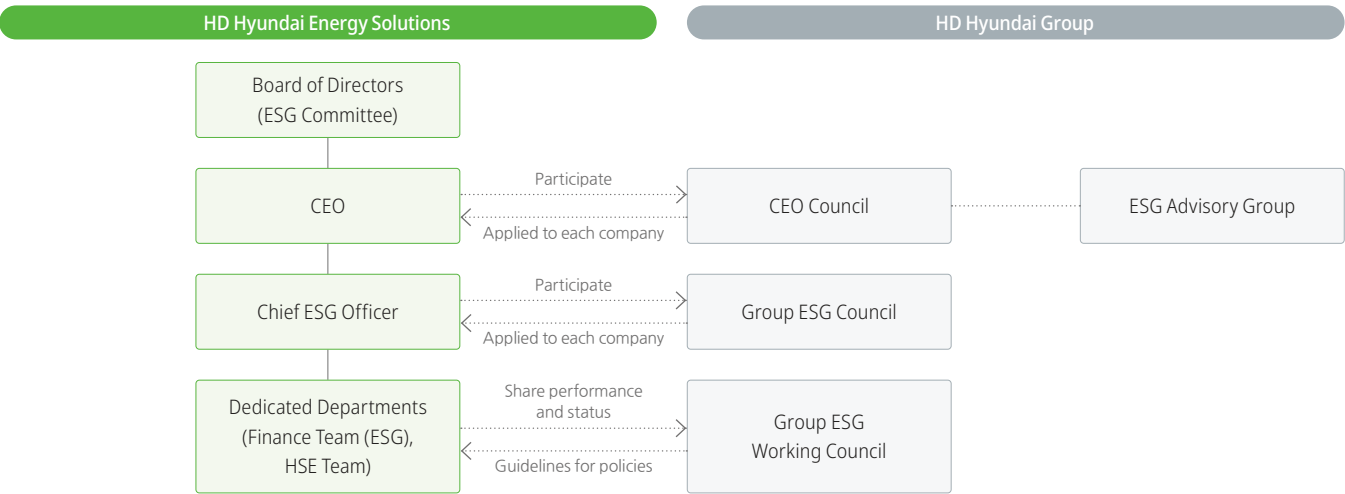 HD Hyundai Energy Solutions
HD Hyundai Group
Board of Directors
(ESG Committee)
CEO
Participate
Applied to each company
CEO Council
ESG Advisory Group
Chief ESG Officer
Participate
Applied to each company
Group ESG Council
Dedicated Departments
(Finance Team (ESG),
HSE Team)
Share performance
and status
Guidelines for policies
Group ESG
Working Council